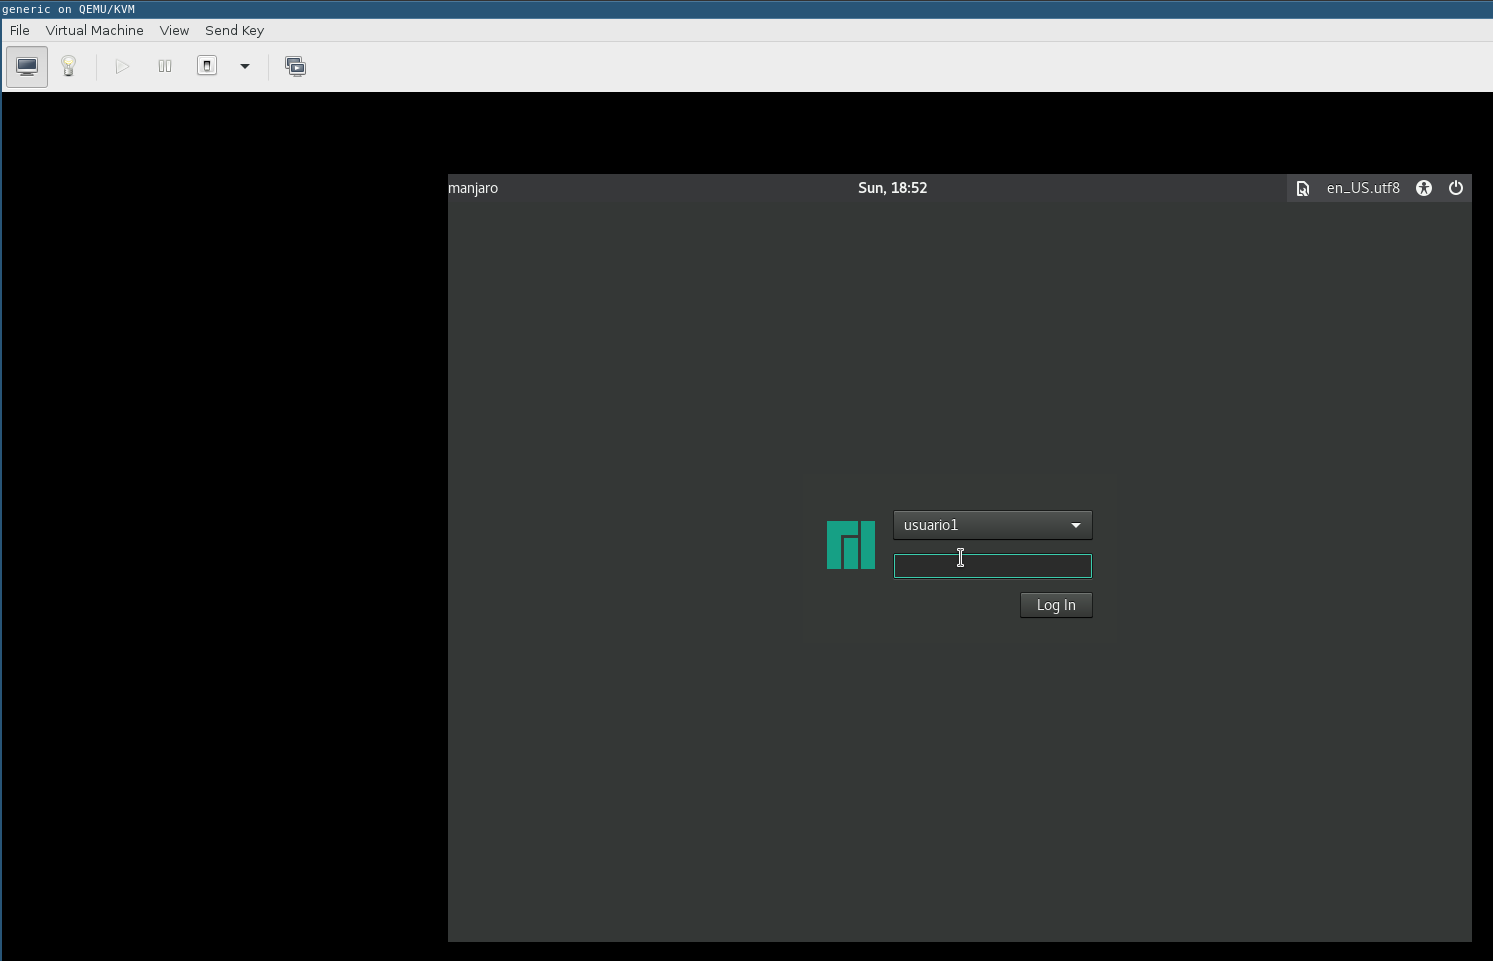 generic on QEMU/KVM
File Virtual Machine View Send Key
manjaro Sun, 18:52 en_US.utf8
usuario1
Log In